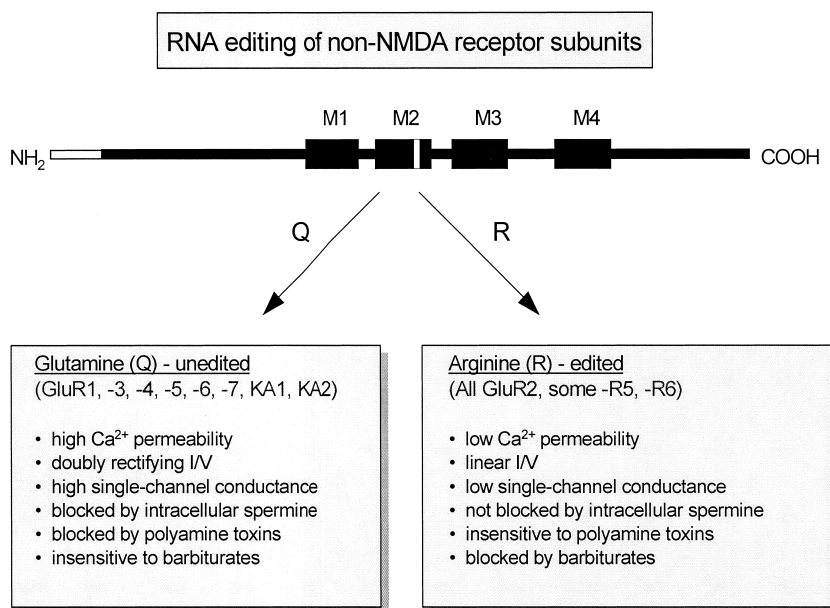 RNA editing of non-NMDA receptor subunits
M1 M2 M3 M4
NH2 COOH
Q R
Glutamine (Q) - unedited
(GluR1, -3, -4, -5, -6, -7, KA1, KA2)
• high Ca2+ permeability
• doubly rectifying I/V
• high single-channel conductance
• blocked by intracellular spermine
• blocked by polyamine toxins
• insensitive to barbiturates
Arginine (R) - edited
(All GluR2, some -R5, -R6)
• low Ca2+ permeability
• linear I/V
• low single-channel conductance
• not blocked by intracellular spermine
• insensitive to polyamine toxins
• blocked by barbiturates